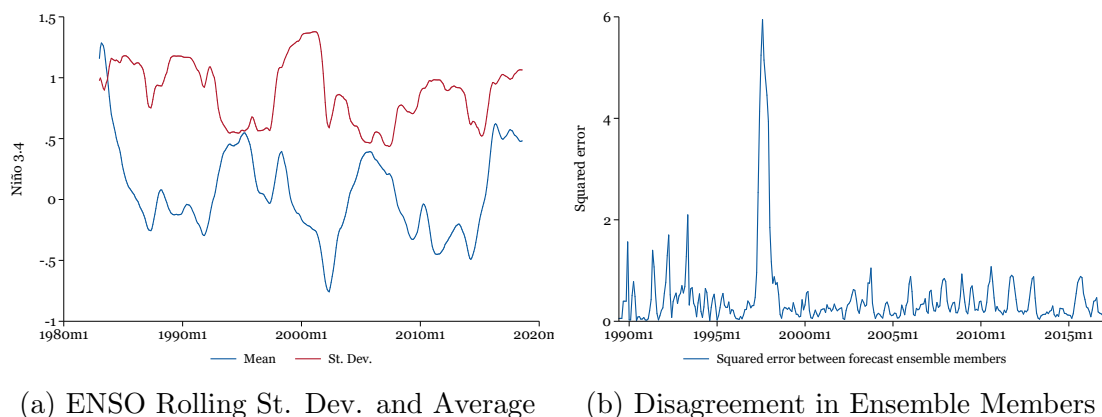 1.5
1
.5
0
-.5
-1
Niño 3.4
1980m1 1990m1 2000m1 2010m1 2020m1
Mean St. Dev.
(a) ENSO Rolling St. Dev. and Average
6
4
2
0
Squared error
1990m1 1995m1 2000m1 2005m1 2010m1 2015m1
Squared error between forecast ensemble members
(b) Disagreement in Ensemble Members